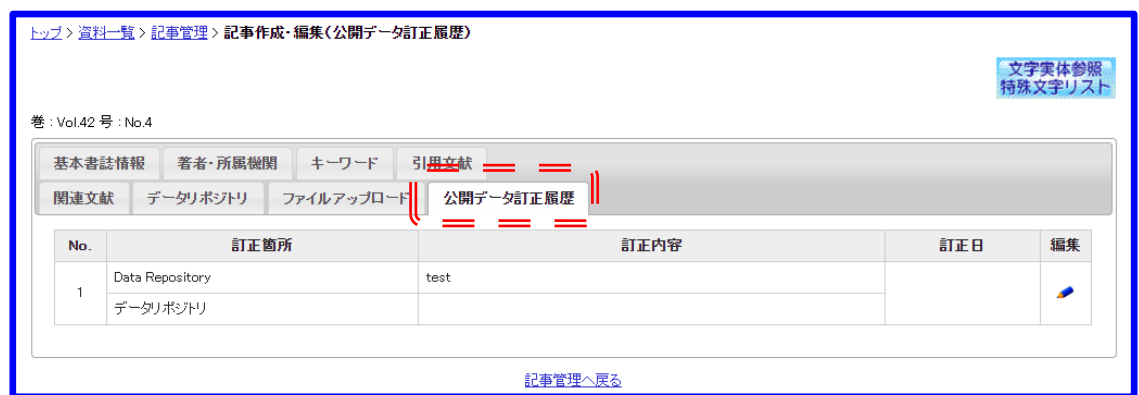 トップ > 資料一覧 > 記事管理 > 記事作成・編集(公開データ訂正履歴)
文字実体参照
特殊文字リスト
巻 : Vol.42 号 : No.4
基本書誌情報 著者・所属機関 キーワード 引用文献
関連文献 データリポジトリ ファイルアップロード 公開データ訂正履歴
No. 訂正箇所 訂正内容 訂正日 編集
1 Data Repository test
データリポジトリ
記事管理へ戻る